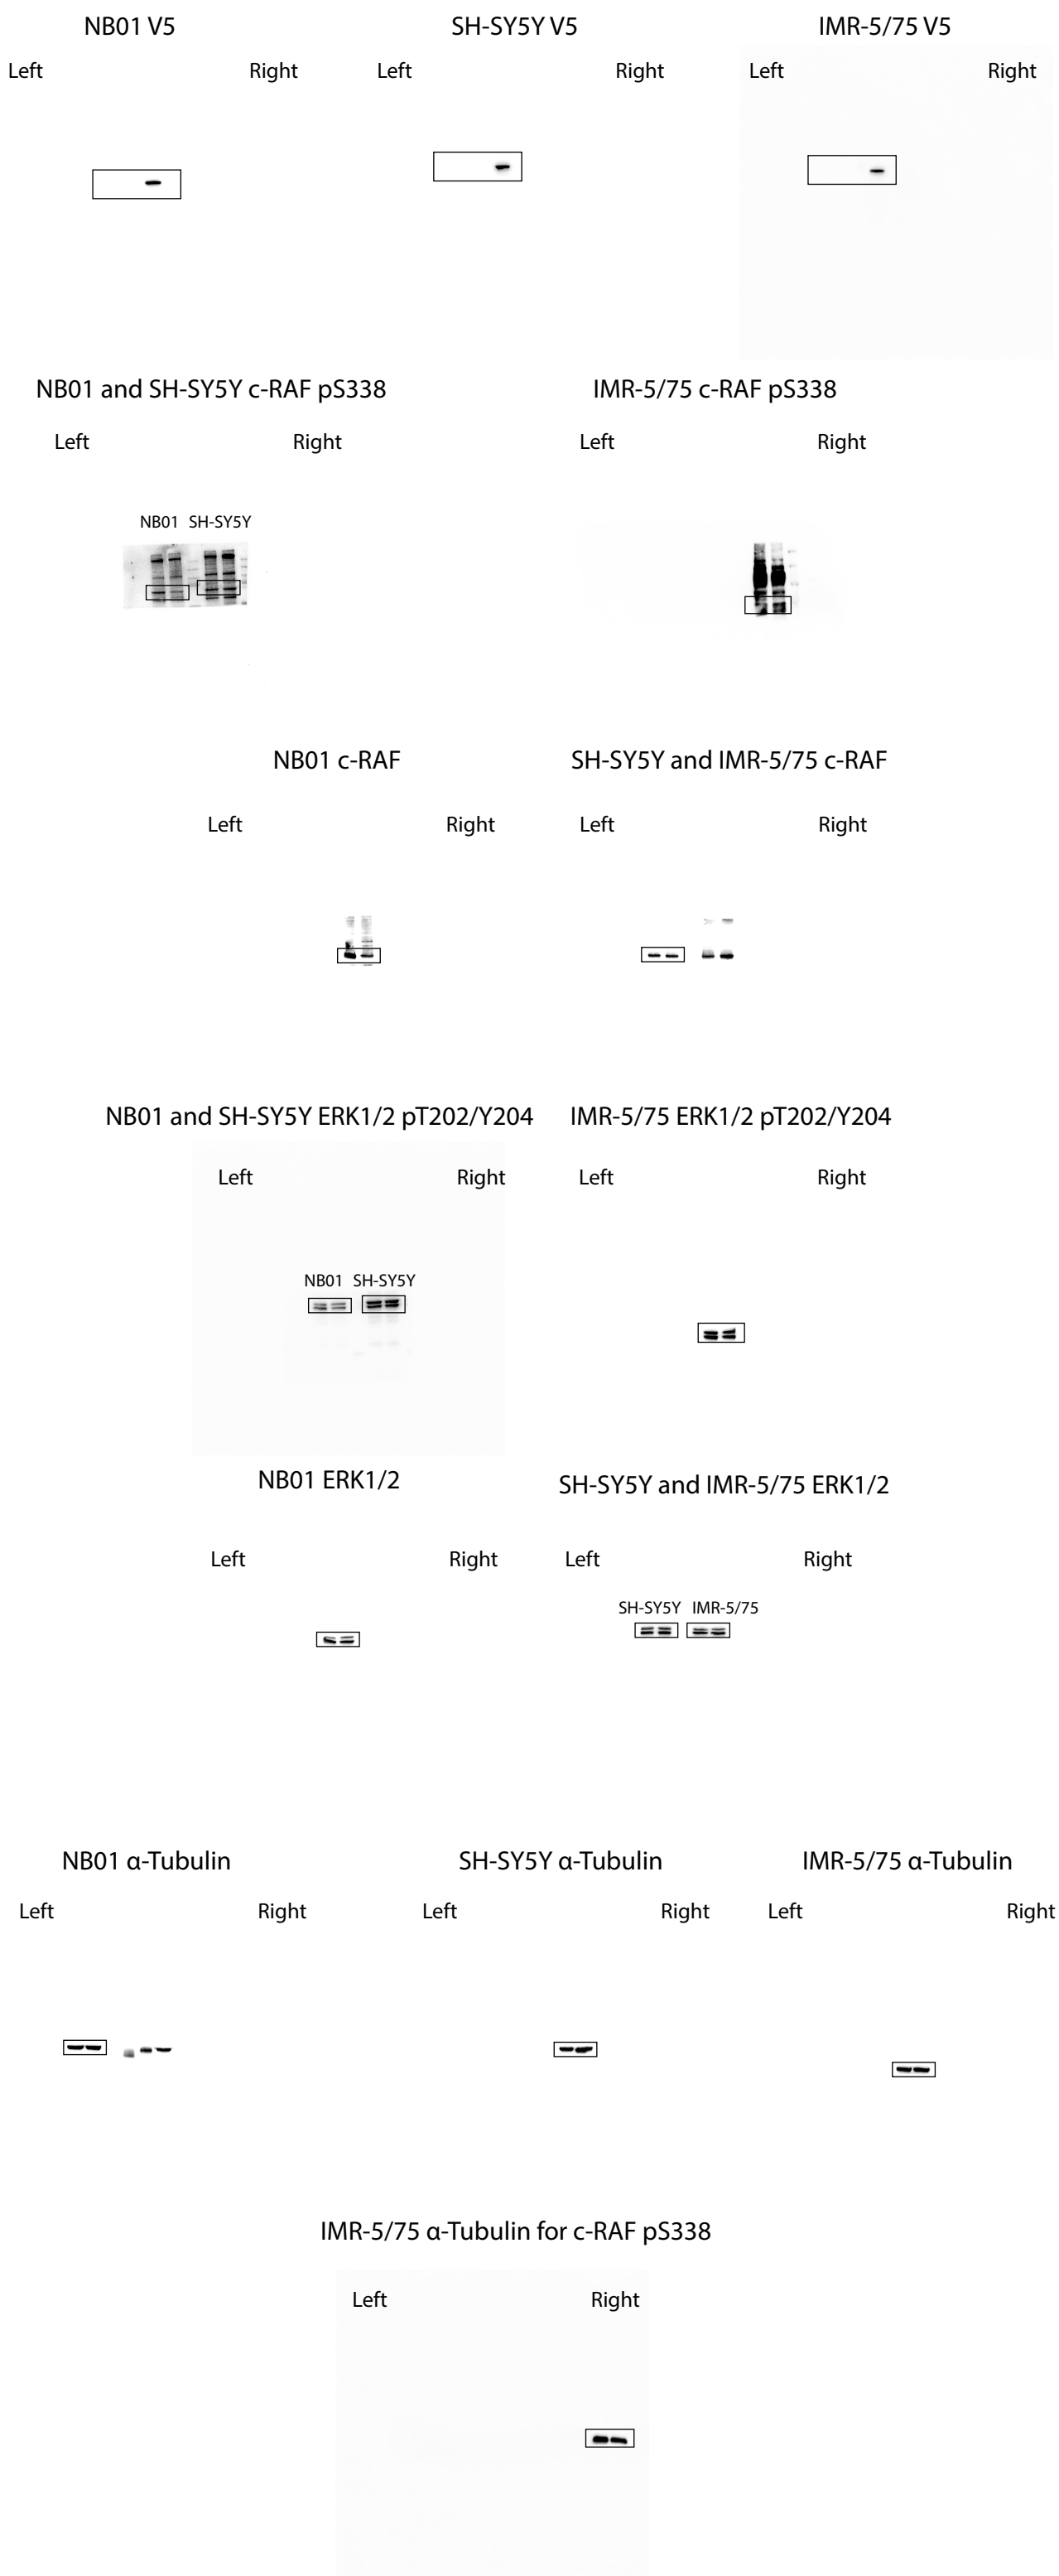 NB01 V5 SH-SY5Y V5 IMR-5/75 V5
Left Right Left Right Left Right
NB01 and SH-SY5Y c-RAF pS338 IMR-5/75 c-RAF pS338
Left Right Left Right
NB01 SH-SY5Y
NB01 c-RAF SH-SY5Y and IMR-5/75 c-RAF
Left Right Left Right
NB01 and SH-SY5Y ERK1/2 pT202/Y204 IMR-5/75 ERK1/2 pT202/Y204
Left Right Left Right
NB01 SH-SY5Y
NB01 ERK1/2 SH-SY5Y and IMR-5/75 ERK1/2
Left Right Left Right
SH-SY5Y IMR-5/75
NB01 α-Tubulin SH-SY5Y α-Tubulin IMR-5/75 α-Tubulin
Left Right Left Right Left Right
IMR-5/75 α-Tubulin for c-RAF pS338
Left Right